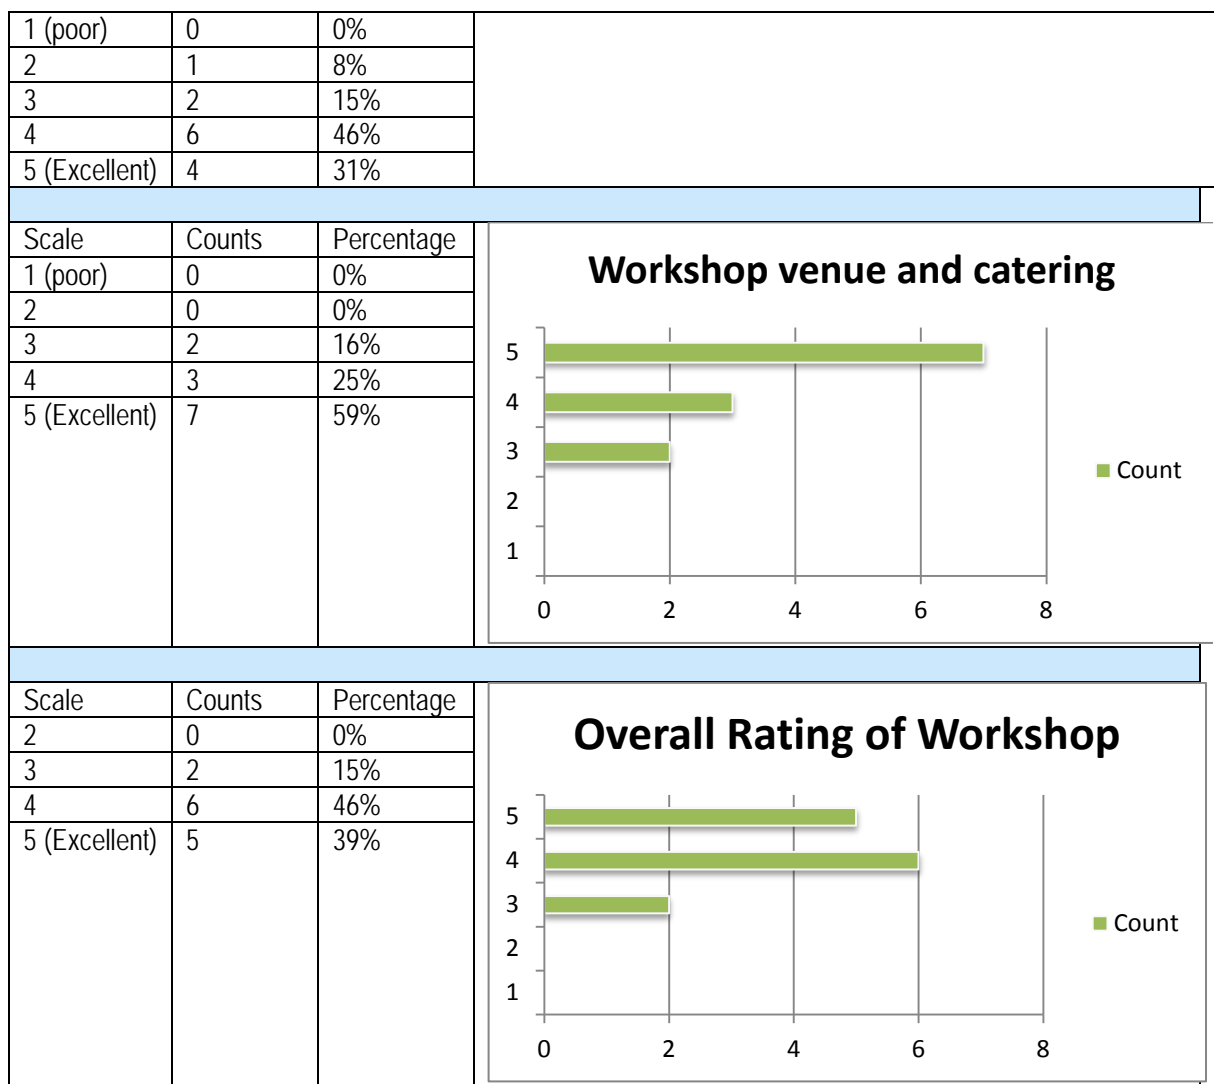 1 (poor) 0 0%
2 1 8%
3 2 15%
4 6 46%
5 (Excellent) 4 31%
Scale Counts Percentage
1 (poor) 0 0%
2 0 0%
3 2 16%
4 3 25%
5 (Excellent) 7 59%
Workshop venue and catering
5
4
3
2
1
0 2 4 6 8
Count
Scale Counts Percentage
2 0 0%
3 2 15%
4 6 46%
5 (Excellent) 5 39%
Overall Rating of Workshop
5
4
3
2
1
0 2 4 6 8
Count